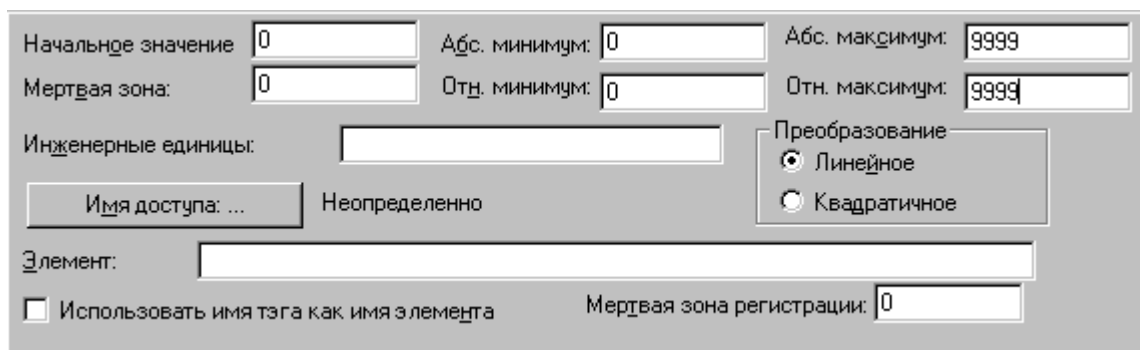 Начальное значение 0 Абс. минимум: 0 Абс. максимум: 9999
Мертвая зона: 0 Отн. минимум: 0 Отн. максимум: 9999
Инженерные единицы:
Преобразование
Линейное
Имя доступа: ... Неопределенно
Квадратичное
Элемент:
Использовать имя тэга как имя элемента Мертвая зона регистрации: 0